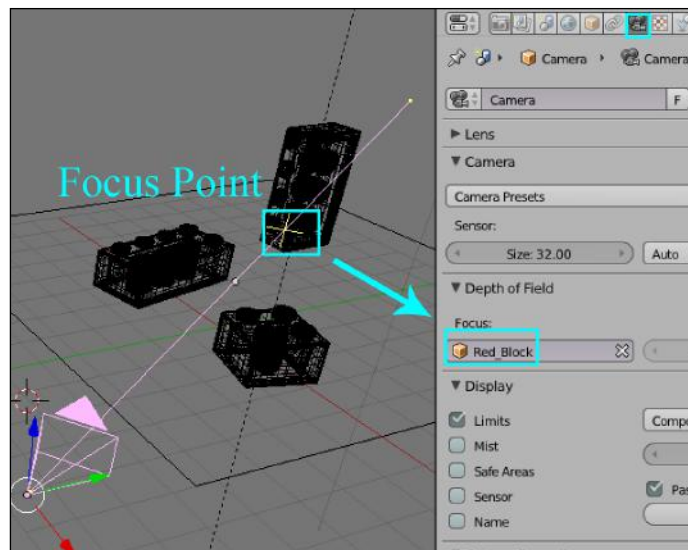 Focus Point
Camera
Camera
Camera
F
Lens
Camera
Camera Presets
Sensor:
Size: 32.00
Auto
Depth of Field
Focus:
Red_Block
Display
Limits
Mist
Safe Areas
Sensor
Name